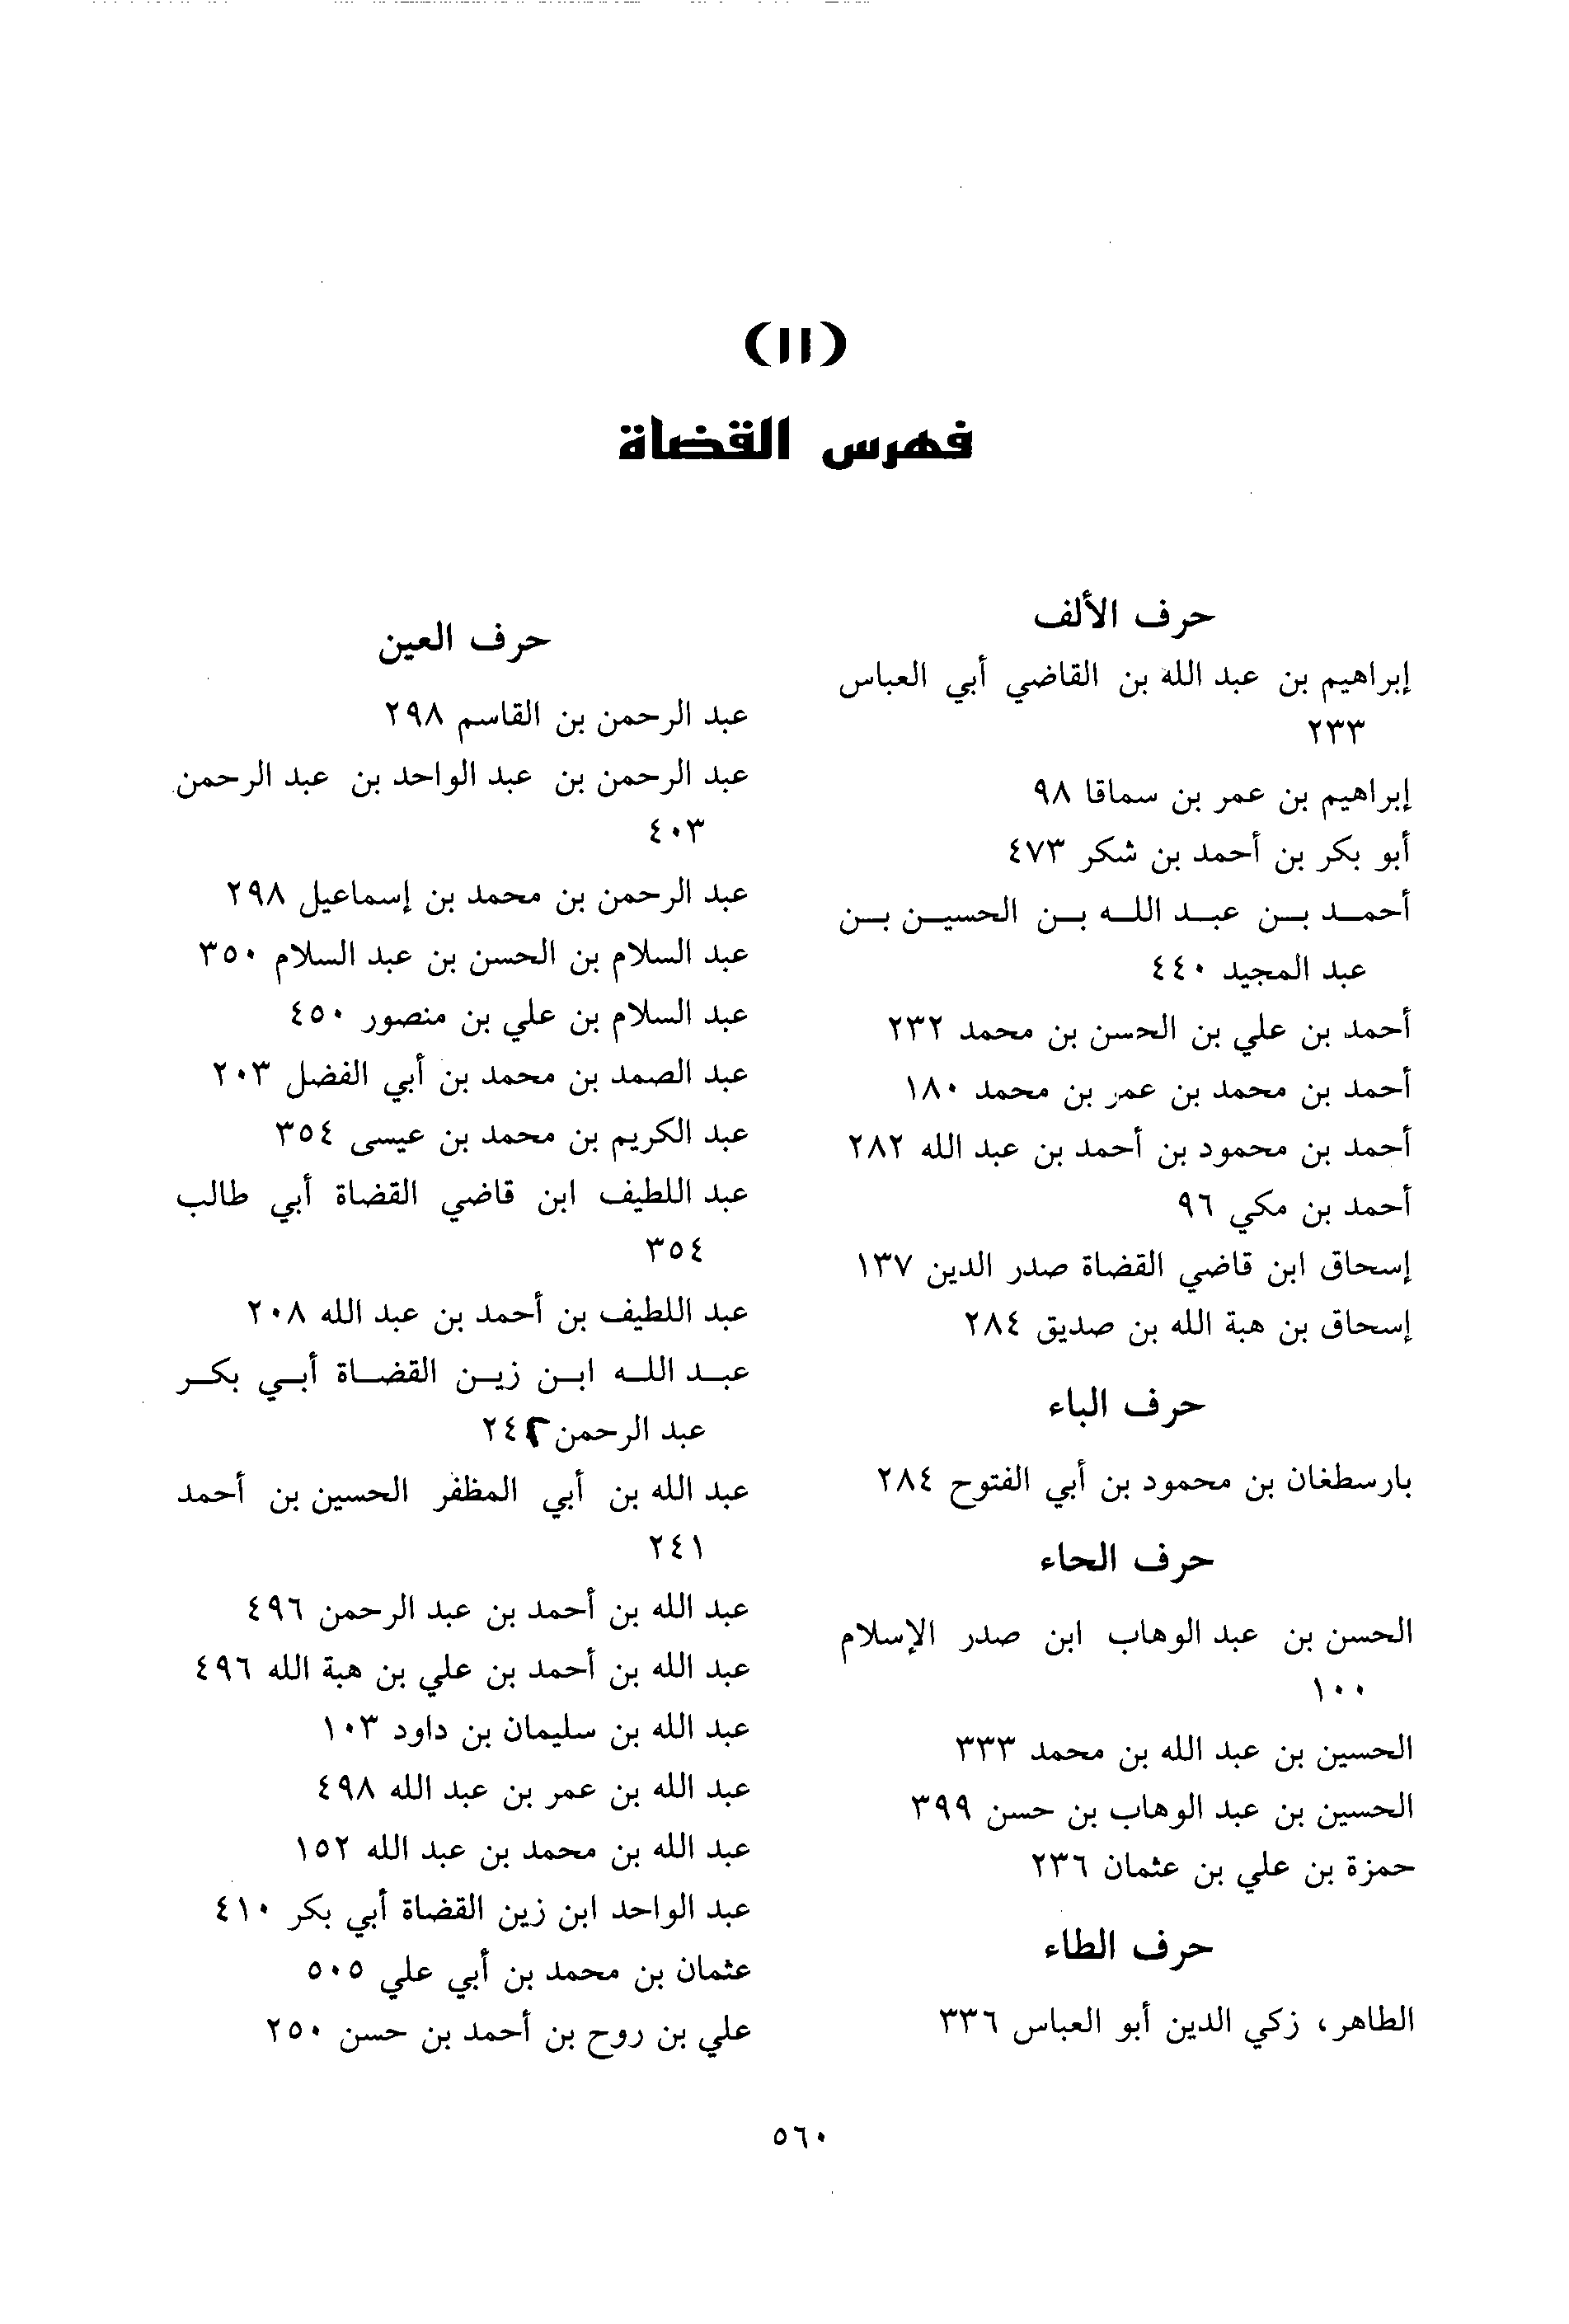 (١١)
فهرس القضاة
حرف الألف
إبراهيم بن عبد الله بن القاضي أبي العباس
٢٣٣
إبراهيم بن عمر بن سماقا ٩٨
أبو بكر بن أحمد بن شكر ٤٧٣
أحمد بن عبد الله بن الحسين بن
عبد المجيد ٤٤٠
أحمد بن علي بن الحسن بن محمد ٢٣٢
أحمد بن محمد بن عمر بن محمد ١٨٠
أحمد بن محمود بن أحمد بن عبد الله ٢٨٢
أحمد بن مكي ٩٦
إسحاق ابن قاضي القضاة صدر الدين ١٣٧
إسحاق بن هبة الله بن صديق ٢٨٤
حرف الباء
بارسطغان بن محمود بن أبي الفتوح ٢٨٤
حرف الحاء
الحسن بن عبد الوهاب ابن صدر الإسلام
١٠٠
الحسين بن عبد الله بن محمد ٣٣٣
الحسين بن عبد الوهاب بن حسن ٣٩٩
حمزة بن علي بن عثمان ٢٣٦
حرف الطاء
الطاهر، زكي الدين أبو العباس ٣٣٦
حرف العين
عبد الرحمن بن القاسم ٢٩٨
عبد الرحمن بن عبد الواحد بن عبد الرحمن
٤٠٣
عبد الرحمن بن محمد بن إسماعيل ٢٩٨
عبد السلام بن الحسن بن عبد السلام ٣٥٠
عبد السلام بن علي بن منصور ٤٥٠
عبد الصمد بن محمد بن أبي الفضل ٢٠٣
عبد الكريم بن محمد بن عيسى ٣٥٤
عبد اللطيف ابن قاضي القضاة أبي طالب
٣٥٤
عبد اللطيف بن أحمد بن عبد الله ٢٠٨
عبد الله ابن زين القضاة أبي بكر
عبد الرحمن ٢٤٢
عبد الله بن أبي المظفر الحسين بن أحمد
٢٤١
عبد الله بن أحمد بن عبد الرحمن ٤٩٦
عبد الله بن أحمد بن علي بن هبة الله ٤٩٦
عبد الله بن سليمان بن داود ١٠٣
عبد الله بن عمر بن عبد الله ٤٩٨
عبد الله بن محمد بن عبد الله ١٥٢
عبد الواحد ابن زين القضاة أبي بكر ٤١٠
عثمان بن محمد بن أبي علي ٥٠٥
علي بن روح بن أحمد بن حسن ٢٥٠
٥٦٠